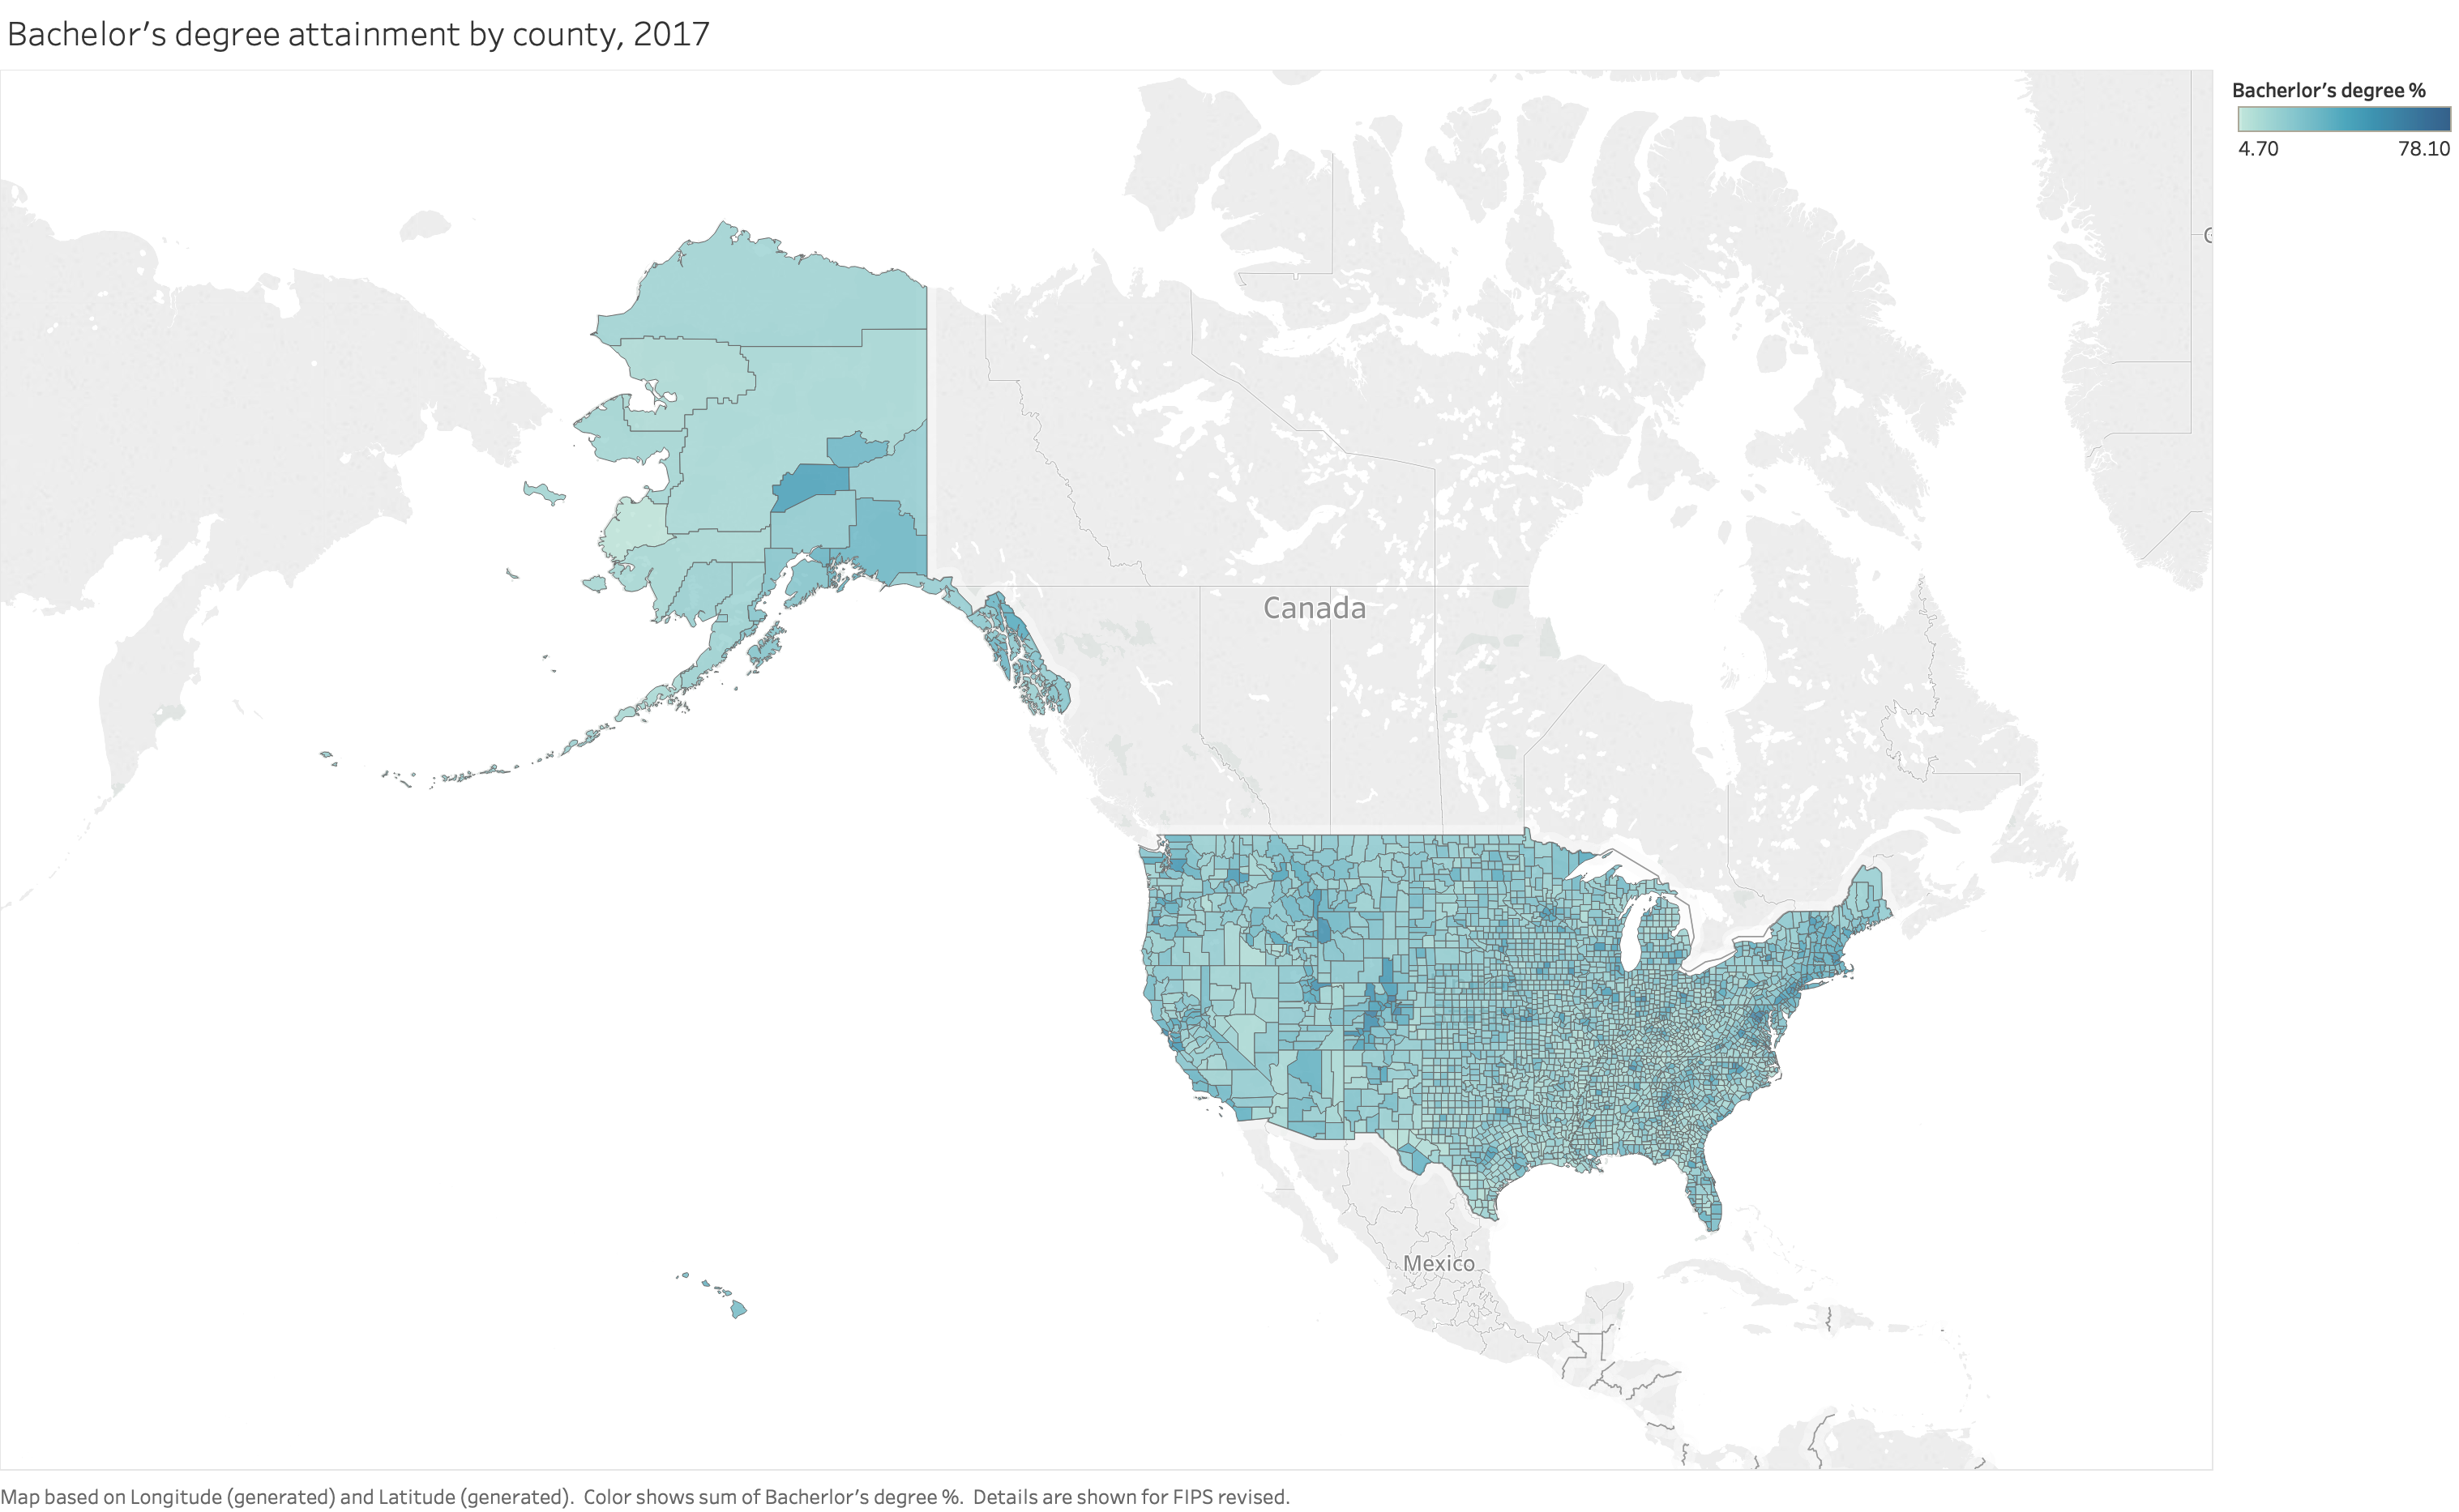 Bachelor's degree attainment by county, 2017
Bacherlor's degree %
4.70 78.10
G
Canada
Mexico
Map based on Longitude (generated) and Latitude (generated). Color shows sum of Bacherlor's degree %. Details are shown for FIPS revised.